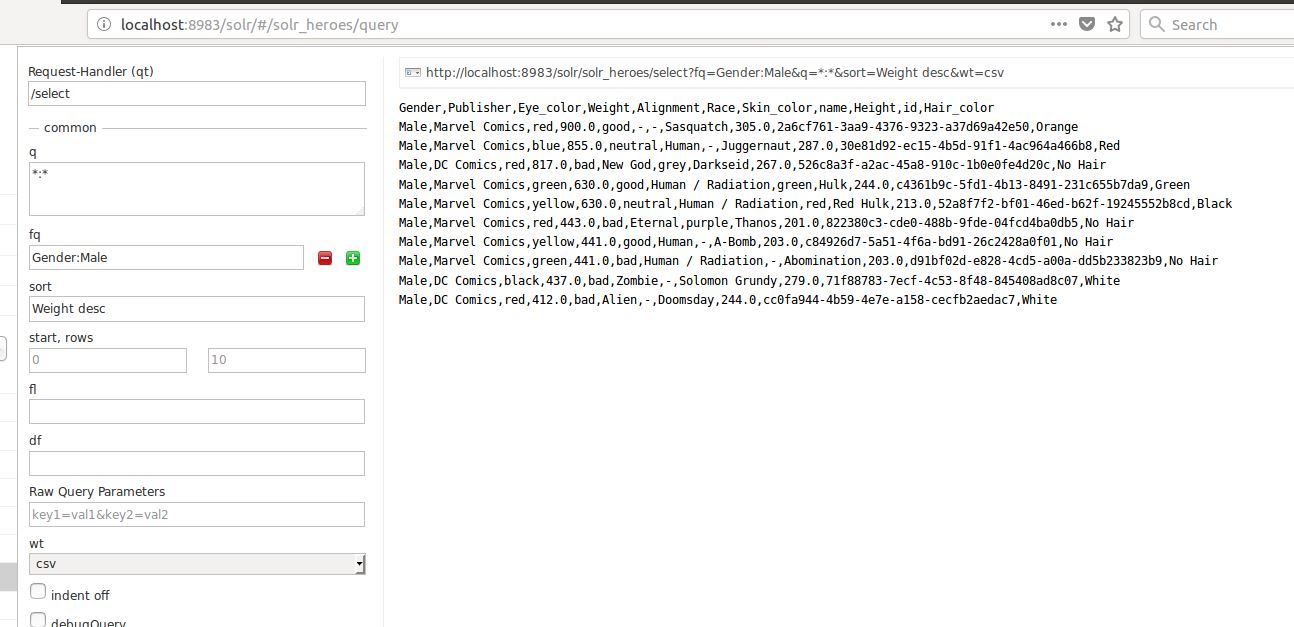 localhost:8983/solr/#/solr_heroes/query
Search
Request-Handler (qt)
/select
common
q
*:*
fq
Gender:Male
sort
Weight desc
start, rows
0 10
fl
df
Raw Query Parameters
key1=val1&key2=val2
wt
csv
indent off
debugQuery
http://localhost:8983/solr/solr_heroes/select?fq=Gender:Male&q=*:*&sort=Weight desc&wt=csv
Gender,Publisher,Eye_color,Weight,Alignment,Race,Skin_color,name,Height,id,Hair_color
Male,Marvel Comics,red,900.0,good,-,-,Sasquatch,305.0,2a6cf761-3aa9-4376-9323-a37d69a42e50,Orange
Male,Marvel Comics,blue,855.0,neutral,Human,-,Juggernaut,287.0,30e81d92-ec15-4b5d-91f1-4ac964a466b8,Red
Male,DC Comics,red,817.0,bad,New God,grey,Darkseid,267.0,526c8a3f-a2ac-45a8-910c-1b0e0fe4d20c,No Hair
Male,Marvel Comics,green,630.0,good,Human / Radiation,green,Hulk,244.0,c4361b9c-5fd1-4b13-8491-231c655b7da9,Green
Male,Marvel Comics,yellow,630.0,neutral,Human / Radiation,red,Red Hulk,213.0,52a8f7f2-bf01-46ed-b62f-19245552b8cd,Black
Male,Marvel Comics,red,443.0,bad,Eternal,purple,Thanos,201.0,822380c3-cde0-488b-9fde-04fcd4ba0db5,No Hair
Male,Marvel Comics,yellow,441.0,good,Human,-,A-Bomb,203.0,c84926d7-5a51-4f6a-bd91-26c2428a0f01,No Hair
Male,Marvel Comics,green,441.0,bad,Human / Radiation,-,Abomination,203.0,d91bf02d-e828-4cd5-a00a-dd5b233823b9,No Hair
Male,DC Comics,black,437.0,bad,Zombie,-,Solomon Grundy,279.0,71f88783-7ecf-4c53-8f48-845408ad8c07,White
Male,DC Comics,red,412.0,bad,Alien,-,Doomsday,244.0,cc0fa944-4b59-4e7e-a158-cecfb2aedac7,White